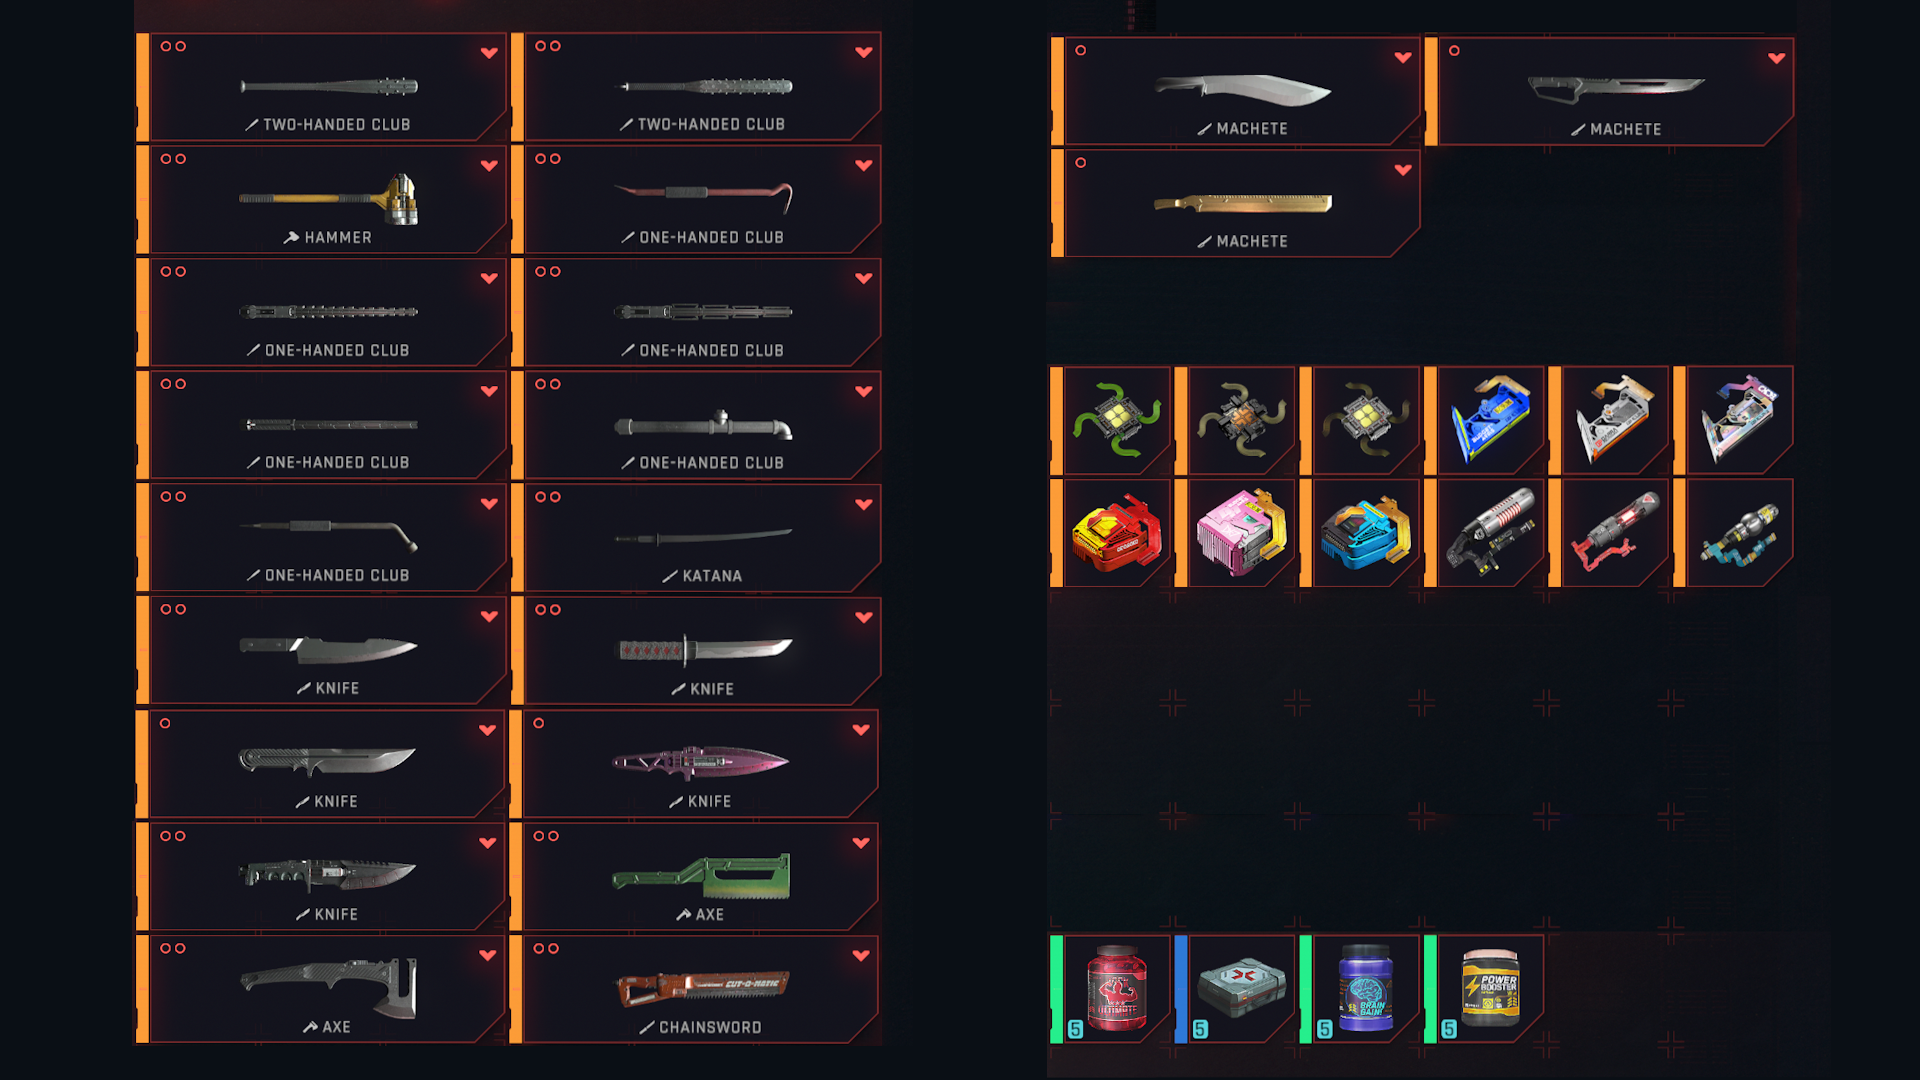 TWO-HANDED CLUB
TWO-HANDED CLUB
HAMMER
ONE-HANDED CLUB
ONE-HANDED CLUB
ONE-HANDED CLUB
ONE-HANDED CLUB
ONE-HANDED CLUB
ONE-HANDED CLUB
KATANA
KNIFE
KNIFE
KNIFE
KNIFE
KNIFE
AXE
AXE
CUT-O-MATIC
CHAINSWORD
MACHETE
MACHETE
MACHETE
5
ULTIMATE
5
5
BRAIN
GAIN!
5
POWER
BOOSTER